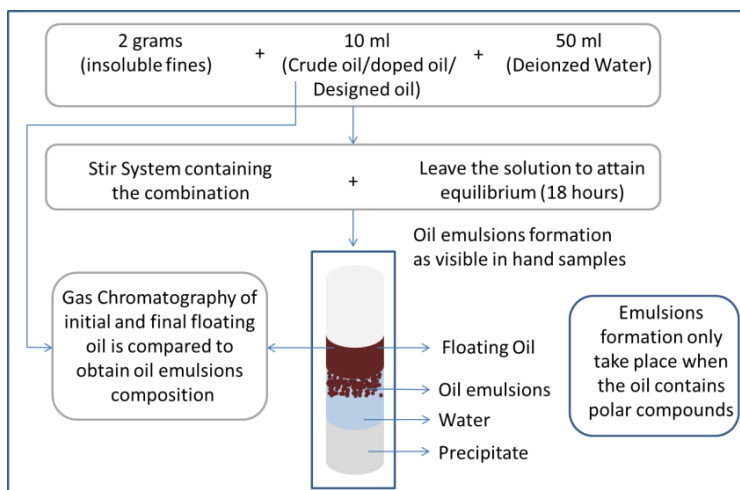 2 grams
(insoluble fines)
+
10 ml
(Crude oil/doped oil/
Designed oil)
+
50 ml
(Deionzed Water)
Stir System containing
the combination
+
Leave the solution to attain
equilibrium (18 hours)
Oil emulsions formation
as visible in hand samples
Gas Chromatography of
initial and final floating
oil is compared to
obtain oil emulsions
composition
Floating Oil
Oil emulsions
Water
Precipitate
Emulsions
formation only
take place when
the oil contains
polar compounds